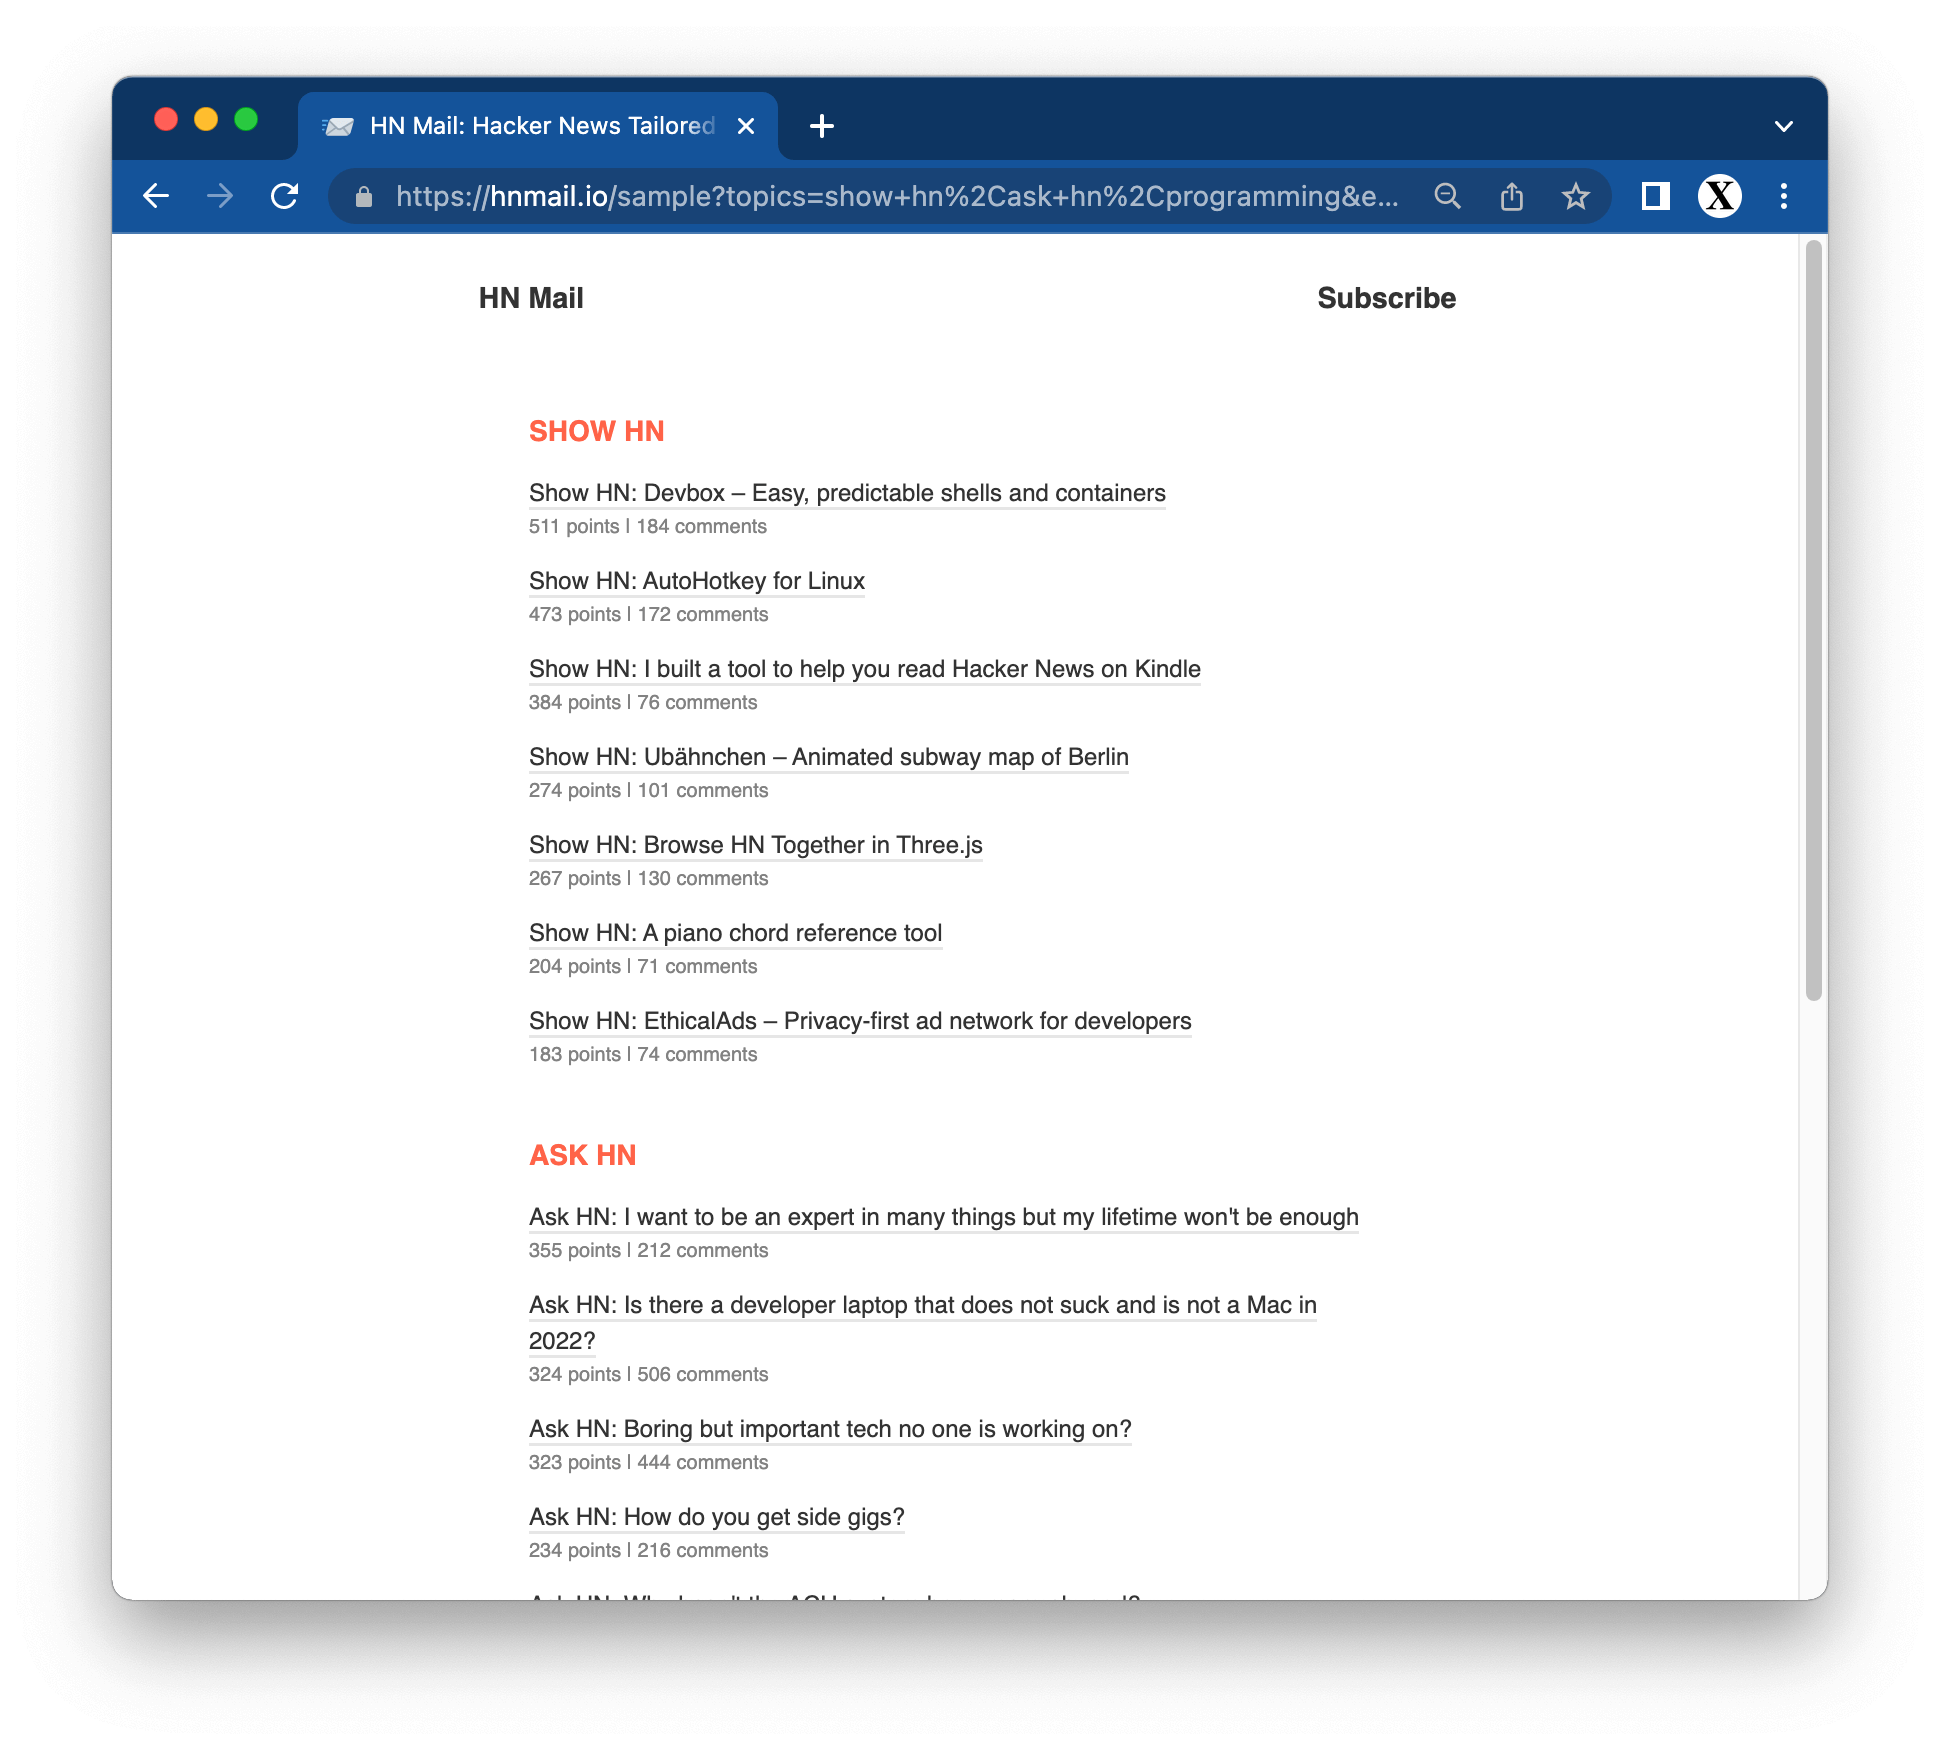 HN Mail: Hacker News Tailored
https://hnmail.io/sample?topics=show+hn%2Cask+hn%2Cprogramming&e...
X
HN Mail
Subscribe
SHOW HN
Show HN: Devbox – Easy, predictable shells and containers
511 points | 184 comments
Show HN: AutoHotkey for Linux
473 points | 172 comments
Show HN: I built a tool to help you read Hacker News on Kindle
384 points | 76 comments
Show HN: Ubähnchen – Animated subway map of Berlin
274 points | 101 comments
Show HN: Browse HN Together in Three.js
267 points | 130 comments
Show HN: A piano chord reference tool
204 points | 71 comments
Show HN: EthicalAds – Privacy-first ad network for developers
183 points | 74 comments
ASK HN
Ask HN: I want to be an expert in many things but my lifetime won't be enough
355 points | 212 comments
Ask HN: Is there a developer laptop that does not suck and is not a Mac in
2022?
324 points | 506 comments
Ask HN: Boring but important tech no one is working on?
323 points | 444 comments
Ask HN: How do you get side gigs?
234 points | 216 comments
Ask HN: